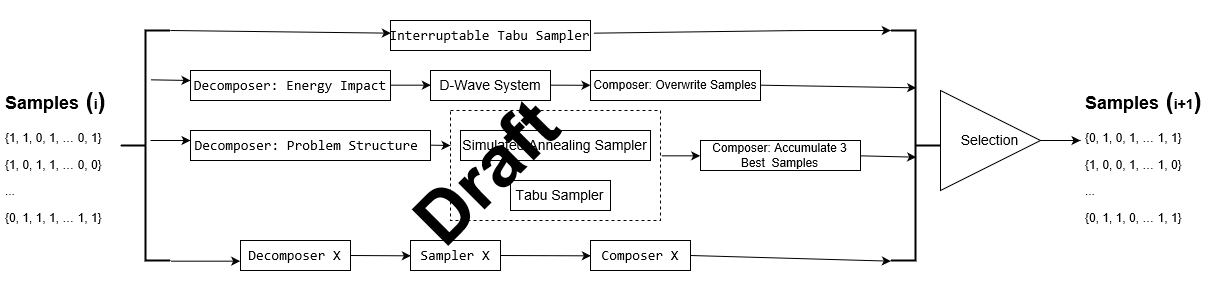 Interruptable Tabu Sampler
Decomposer: Energy Impact
D-Wave System
Composer: Overwrite Samples
Samples (i)
{1, 1, 0, 1, ... 0, 1}
{1, 0, 1, 1, ... 0, 0}
...
{0, 1, 1, 1, ... 1, 1}
Decomposer: Problem Structure
Simulated Annealing Sampler
Tabu Sampler
Composer: Accumulate 3
Best Samples
Decomposer X
Sampler X
Composer X
Draft
Selection
Samples (i+1)
{0, 1, 0, 1, ... 1, 1}
{1, 0, 0, 1, ... 1, 0}
...
{0, 1, 1, 0, ... 1, 1}